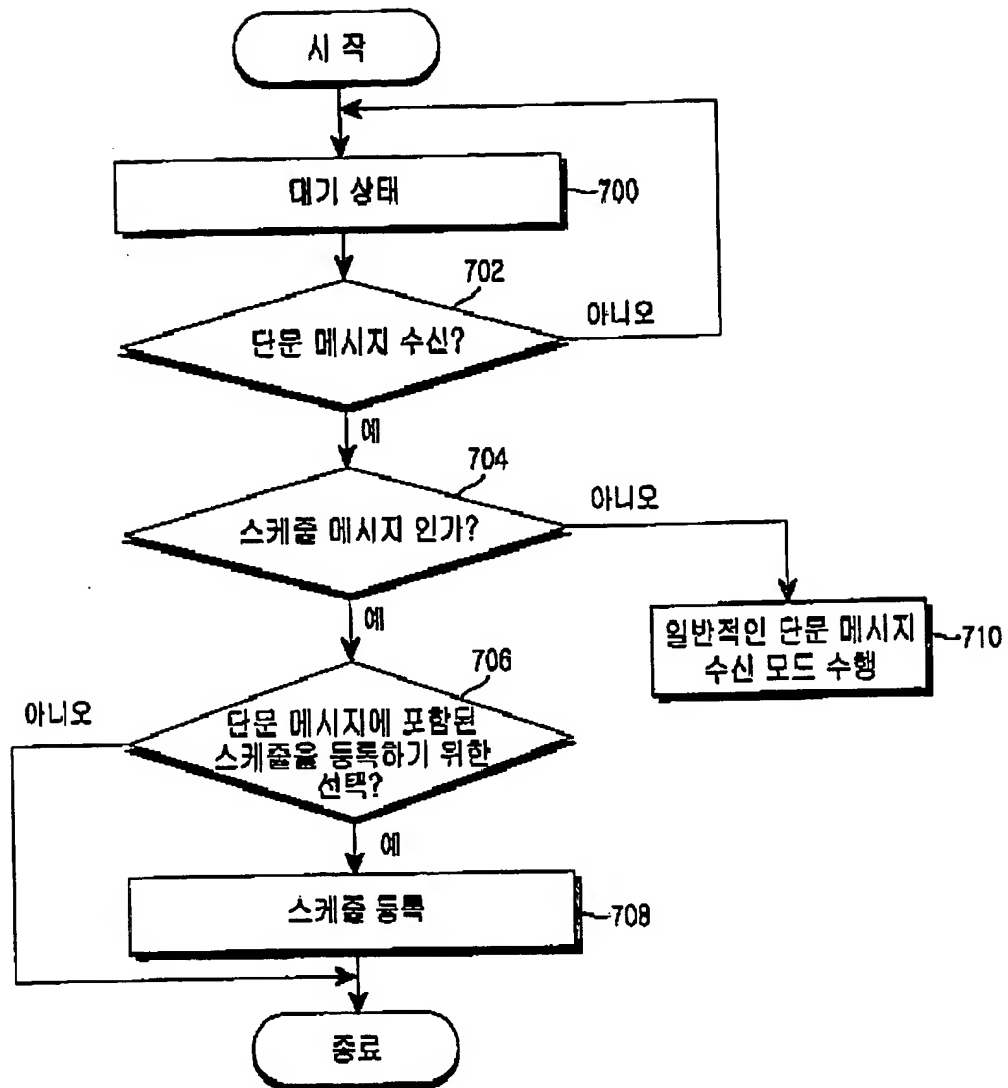 시 작
대기 상태
700
702
단문 메시지 수신?
아니오
예
704
스케쥴 메시지 인가?
아니오
예
일반적인 단문 메시지
수신 모드 수행
710
706
아니오
단문 메시지에 포함된
스케쥴을 등록하기 위한
선택?
예
스케쥴 등록
708
종료